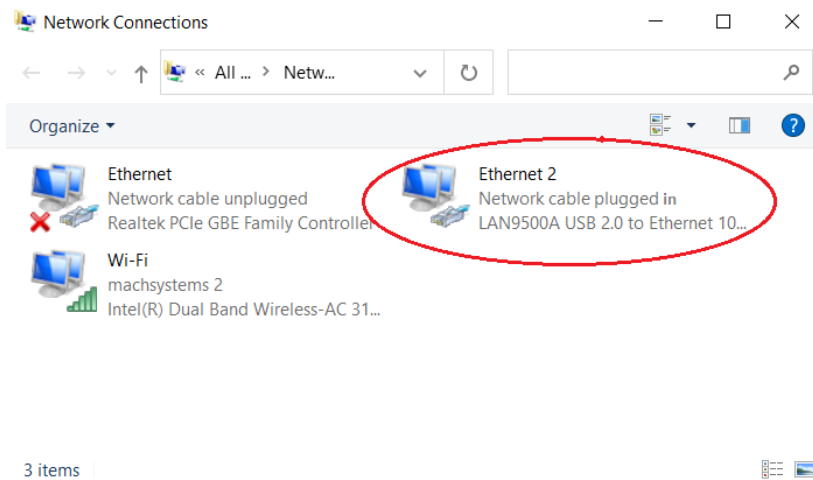 Network Connections
« All ... > Netw...
Organize
Ethernet
Network cable unplugged
Realtek PCIe GBE Family Controller
Ethernet 2
Network cable plugged in
LAN9500A USB 2.0 to Ethernet 10...
Wi-Fi
machsystems 2
Intel(R) Dual Band Wireless-AC 31...
3 items